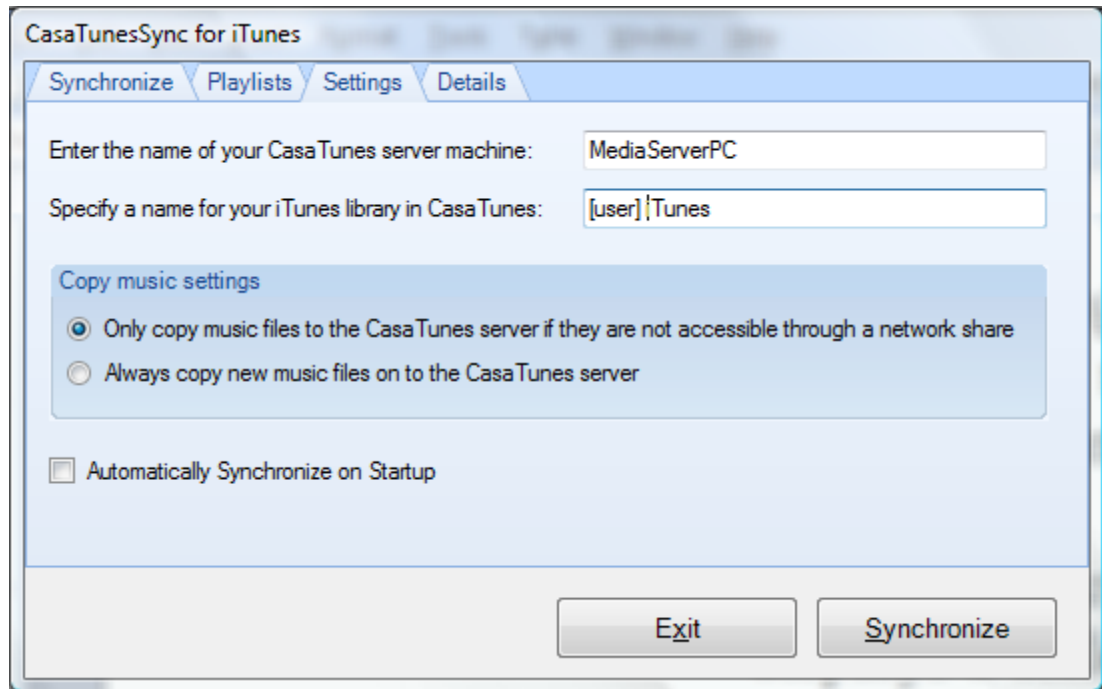 CasaTunesSync for iTunes
Synchronize Playlists Settings Details
Enter the name of your CasaTunes server machine: MediaServerPC
Specify a name for your iTunes library in CasaTunes: [user] iTunes
Copy music settings
Only copy music files to the CasaTunes server if they are not accessible through a network share
Always copy new music files on to the CasaTunes server
Automatically Synchronize on Startup
Exit Synchronize